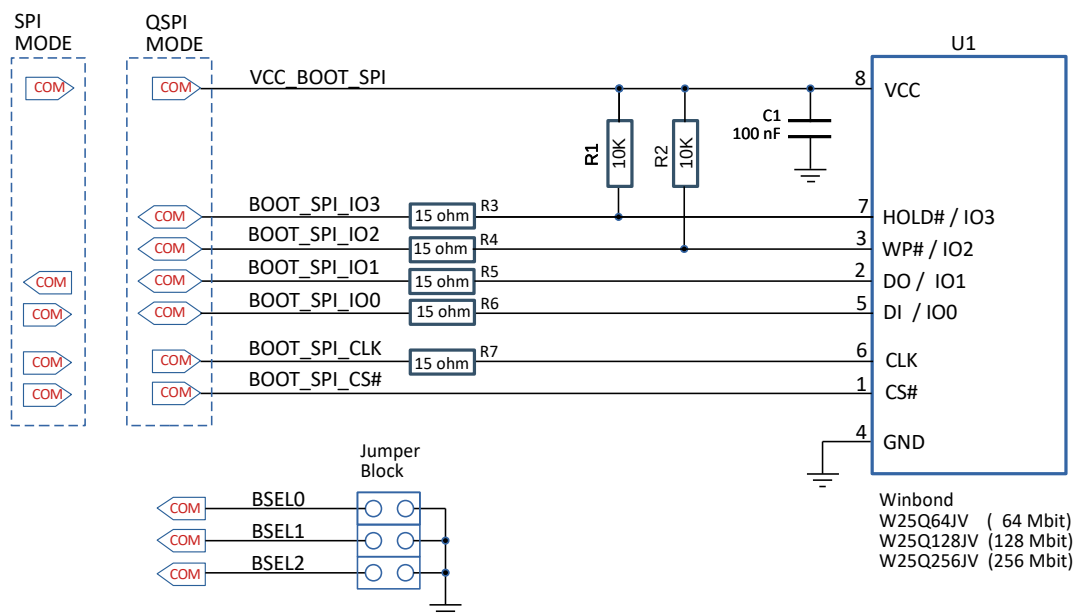 SPI
MODE
QSPI
MODE
U1
COM
COM
VCC_BOOT_SPI
8
VCC
C1
100 nF
R1
10K
R2
10K
COM
BOOT_SPI_IO3
15 ohm
R3
7
HOLD# / IO3
COM
BOOT_SPI_IO2
15 ohm
R4
3
WP# / IO2
COM
COM
BOOT_SPI_IO1
15 ohm
R5
2
DO / IO1
COM
COM
BOOT_SPI_IO0
15 ohm
R6
5
DI / IO0
COM
COM
BOOT_SPI_CLK
15 ohm
R7
6
CLK
COM
COM
BOOT_SPI_CS#
1
CS#
4
GND
Jumper
Block
COM
BSEL0
COM
BSEL1
COM
BSEL2
Winbond
W25Q64JV ( 64 Mbit)
W25Q128JV (128 Mbit)
W25Q256JV (256 Mbit)